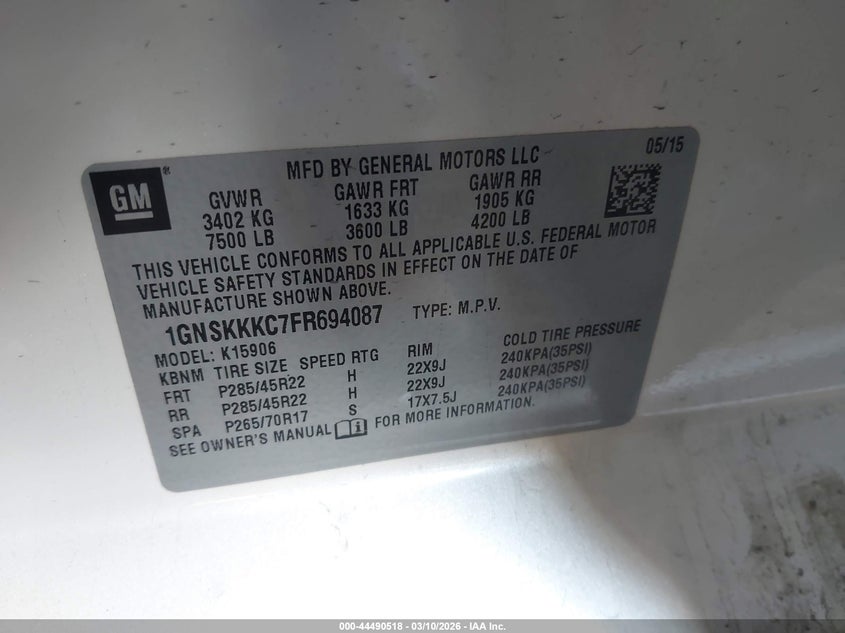 GM ®
MFD BY GENERAL MOTORS LLC
05/15
GVWR GAWR FRT GAWR RR
3402 KG 1633 KG 1905 KG
7500 LB 3600 LB 4200 LB
THIS VEHICLE CONFORMS TO ALL APPLICABLE U.S. FEDERAL MOTOR
VEHICLE SAFETY STANDARDS IN EFFECT ON THE DATE OF
MANUFACTURE SHOWN ABOVE.
1GNSKKKC7FR694087 TYPE: M.P.V.
MODEL: K15906
KBNM TIRE SIZE SPEED RTG RIM COLD TIRE PRESSURE
FRT P285/45R22 H 22X9J 240KPA(35PSI)
RR P285/45R22 H 22X9J 240KPA(35PSI)
SPA P265/70R17 S 17X7.5J 240KPA(35PSI)
SEE OWNER'S MANUAL FOR MORE INFORMATION.
000-44490518 - 03/10/2026 - IAA Inc.